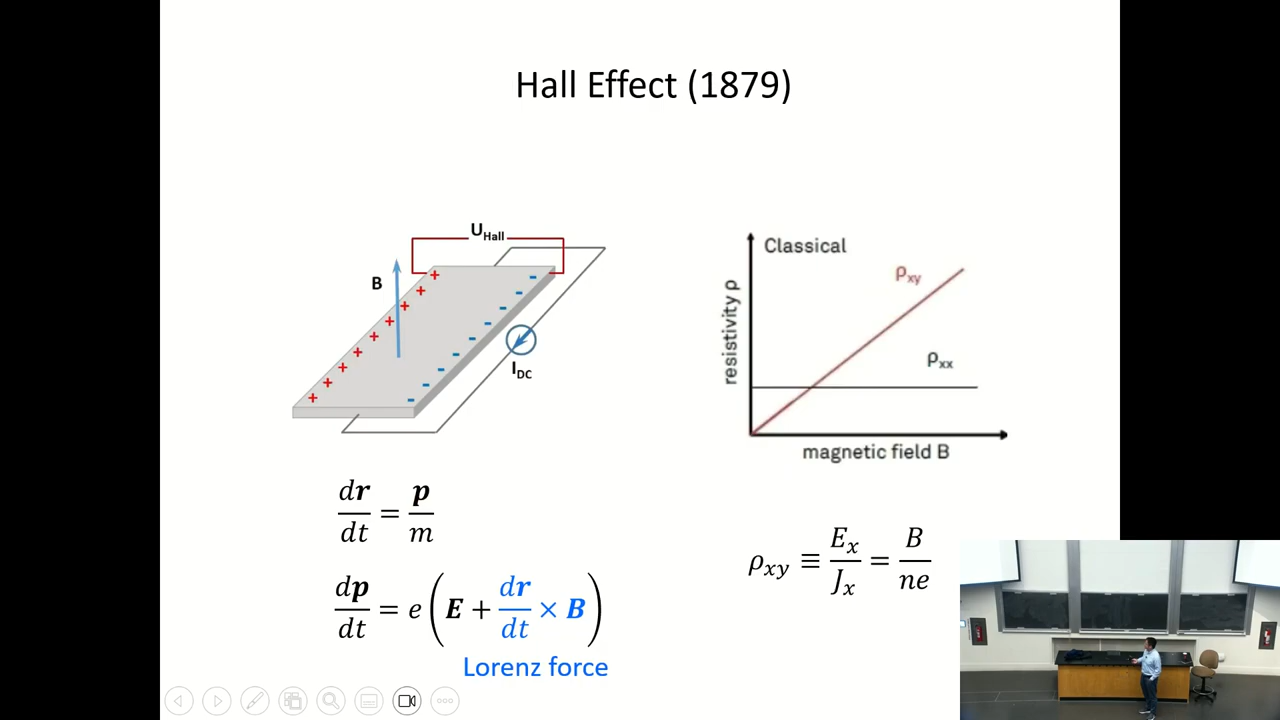 Hall Effect (1879)
U_Hall
B
I_DC
+ + + + + + + + +
- - - - - - - - -
Classical
ρ_xy
ρ_xx
resistivity ρ
magnetic field B
d𝒓/dt = 𝒑/m
d𝒑/dt = e(𝑬 + d𝒓/dt × 𝑩)
Lorenz force
ρ_xy ≡ E_x/J_x = B/ne